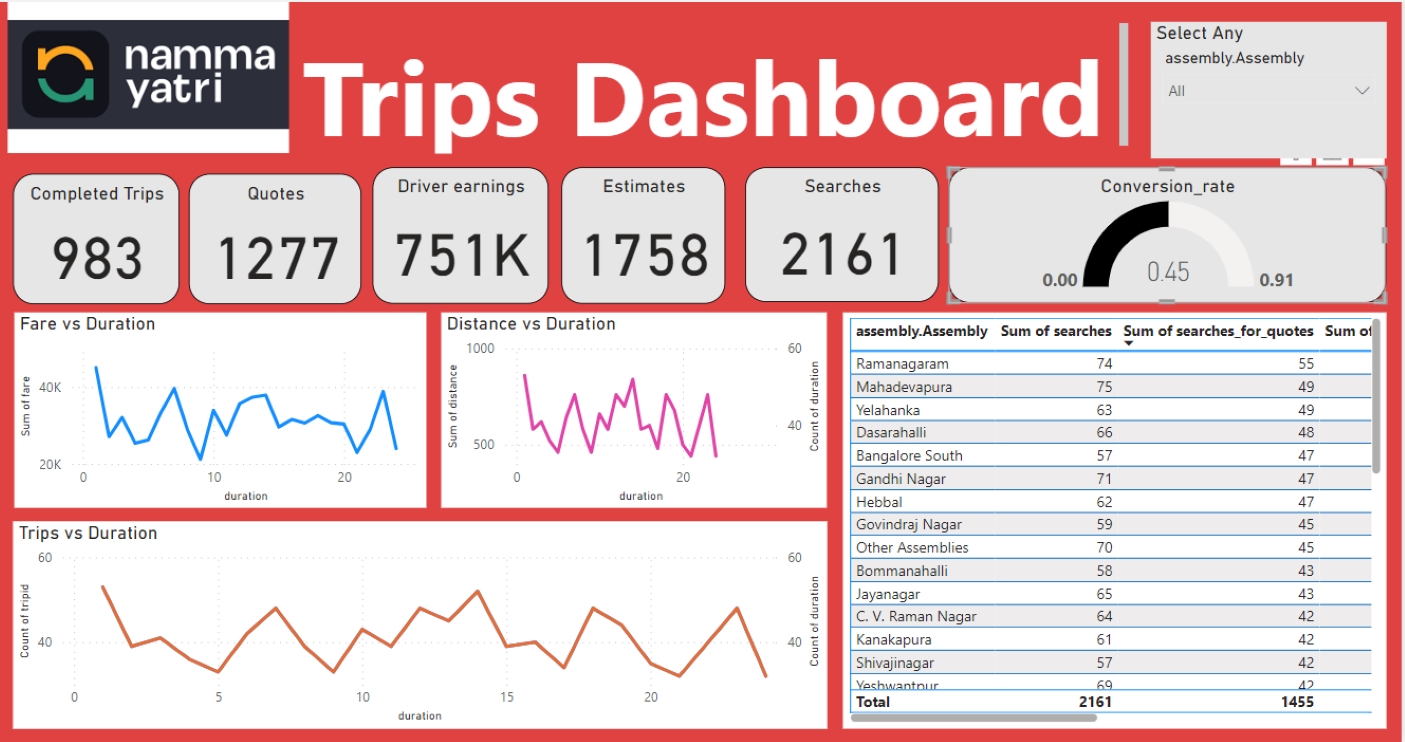 namma
yatri
Trips Dashboard
Select Any
assembly.Assembly
All
Completed Trips
983
Quotes
1277
Driver earnings
751K
Estimates
1758
Searches
2161
Conversion_rate
0.00
0.45
0.91
Fare vs Duration
Sum of fare
40K
20K
0 10 20
duration
Distance vs Duration
Sum of distance
1000
500
60
40
Count of duration
0 20
duration
Trips vs Duration
Count of tripid
60
40
60
40
Count of duration
0 5 10 15 20
duration
assembly.Assembly Sum of searches Sum of searches_for_quotes Sum of
Ramanagaram 74 55
Mahadevapura 75 49
Yelahanka 63 49
Dasarahalli 66 48
Bangalore South 57 47
Gandhi Nagar 71 47
Hebbal 62 47
Govindraj Nagar 59 45
Other Assemblies 70 45
Bommanahalli 58 43
Jayanagar 65 43
C. V. Raman Nagar 64 42
Kanakapura 61 42
Shivajinagar 57 42
Yeshwantpur 69 42
Total 2161 1455